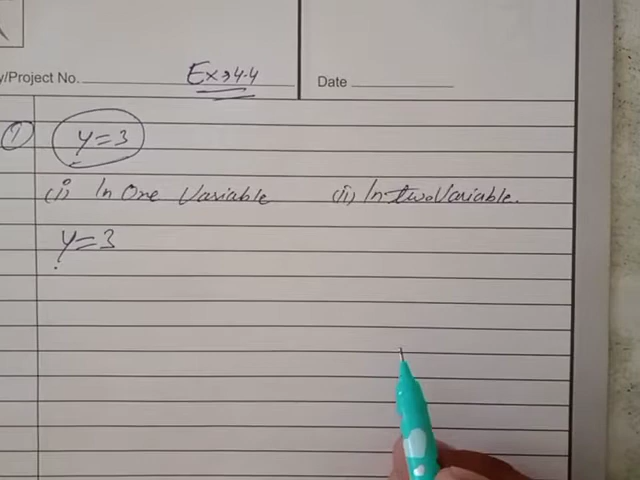 y/Project No. Ex→4.4 Date
① y=3
(i) In One Variable (ii) In two Variable.
y=3